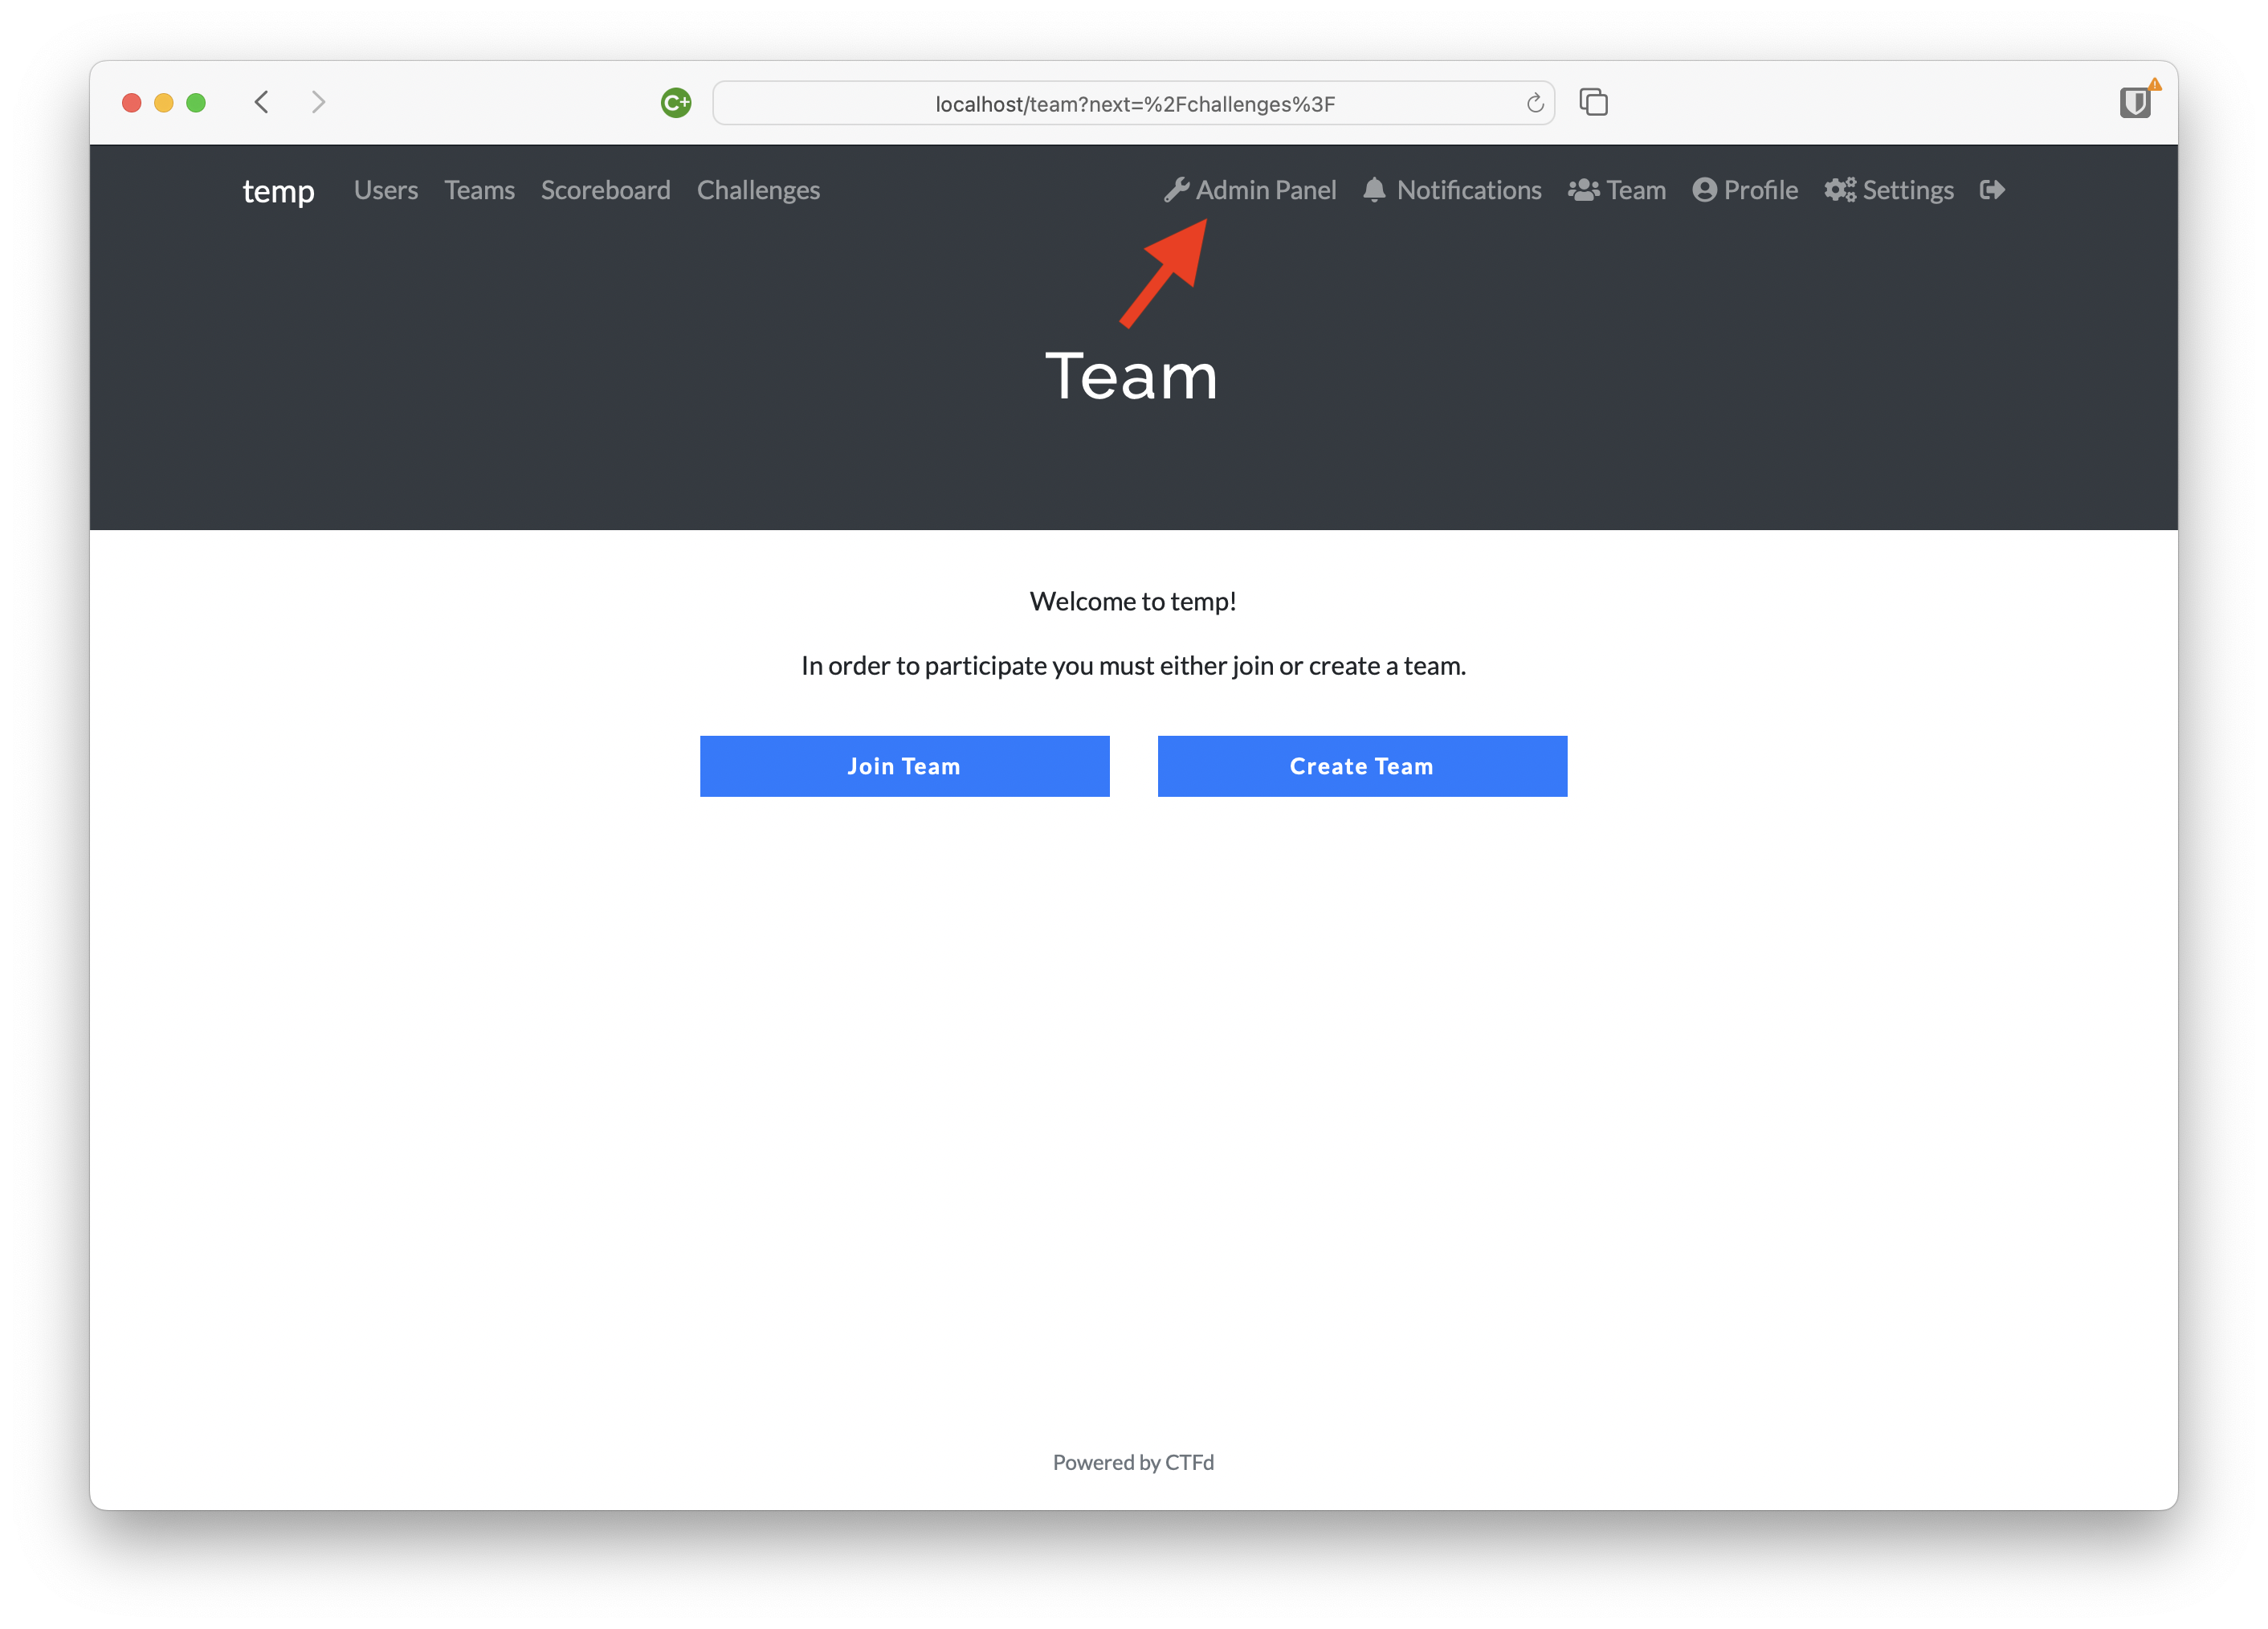 C+ localhost/team?next=%2Fchallenges%3F
temp Users Teams Scoreboard Challenges Admin Panel Notifications Team Profile Settings
Team
Welcome to temp!
In order to participate you must either join or create a team.
Join Team Create Team
Powered by CTFd